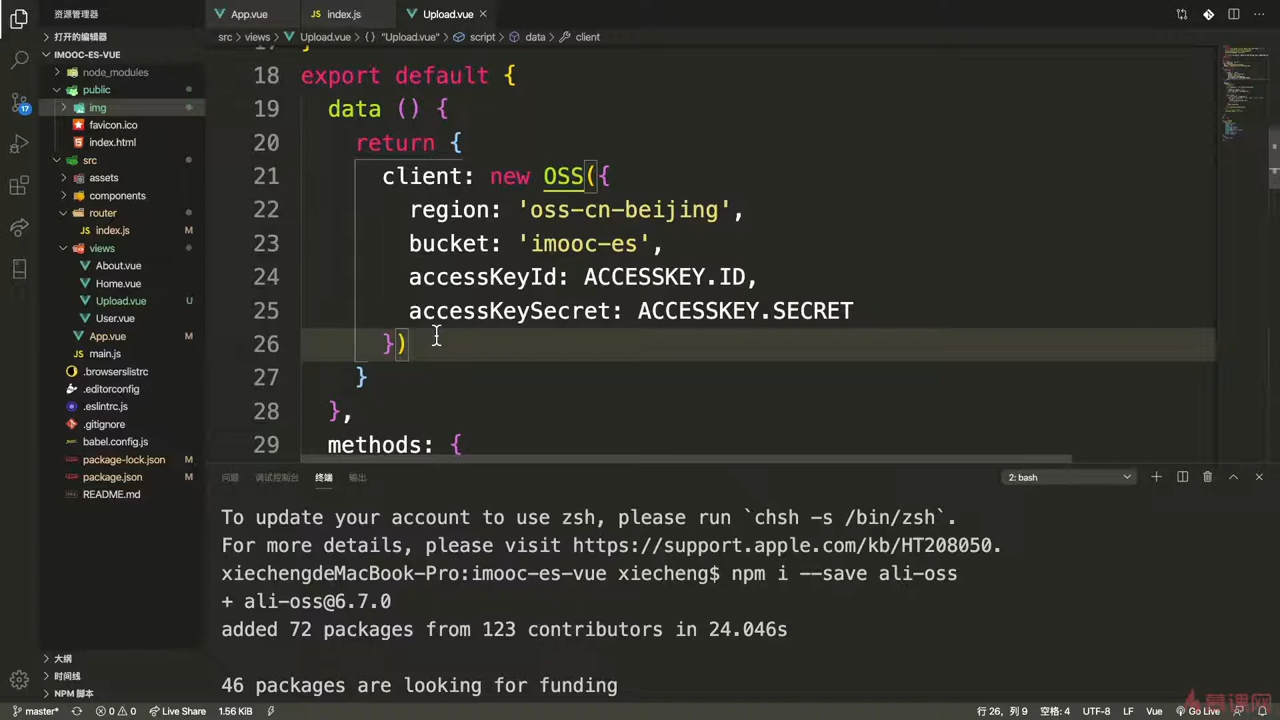 资源管理器
App.vue
index.js
Upload.vue
打开的编辑器
src
views
Upload.vue
{} "Upload.vue"
script
data
client
IMOOC-ES-VUE
node_modules
public
img
favicon.ico
index.html
src
assets
components
router
index.js M
views
About.vue
Home.vue
Upload.vue U
User.vue
App.vue M
main.js
.browserslistrc
.editorconfig
.eslintrc.js
.gitignore
babel.config.js
package-lock.json M
package.json M
README.md
大纲
时间线
NPM 脚本
17
18 export default {
19 data () {
20 return {
21 client: new OSS({
22 region: 'oss-cn-beijing',
23 bucket: 'imooc-es',
24 accessKeyId: ACCESSKEY.ID,
25 accessKeySecret: ACCESSKEY.SECRET
26 })
27 }
28 },
29 methods: {
问题 调试控制台 终端 输出
2: bash
To update your account to use zsh, please run `chsh -s /bin/zsh`.
For more details, please visit https://support.apple.com/kb/HT208050.
xiechengdeMacBook-Pro:imooc-es-vue xiecheng$ npm i --save ali-oss
+ ali-oss@6.7.0
added 72 packages from 123 contributors in 24.046s
46 packages are looking for funding
master* 0 0 Live Share 1.56 KiB
行 26, 列 9 空格: 4 UTF-8 LF Vue Go Live
慕课网